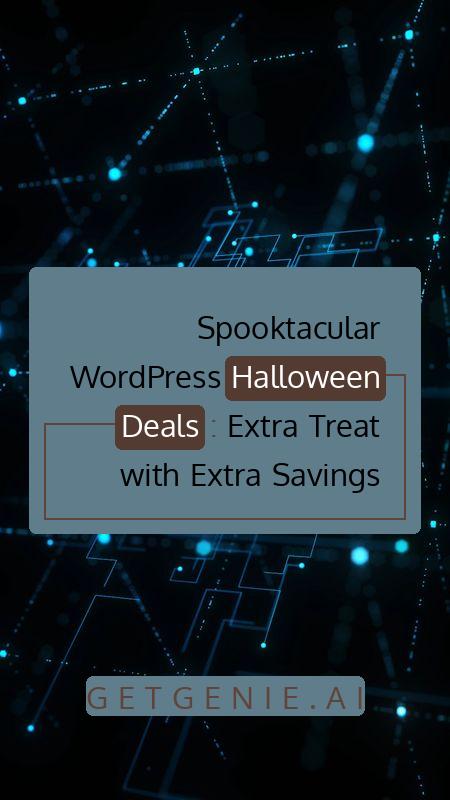 Spooktacular
WordPress Halloween
Deals : Extra Treat
with Extra Savings
GETGENIE.AI